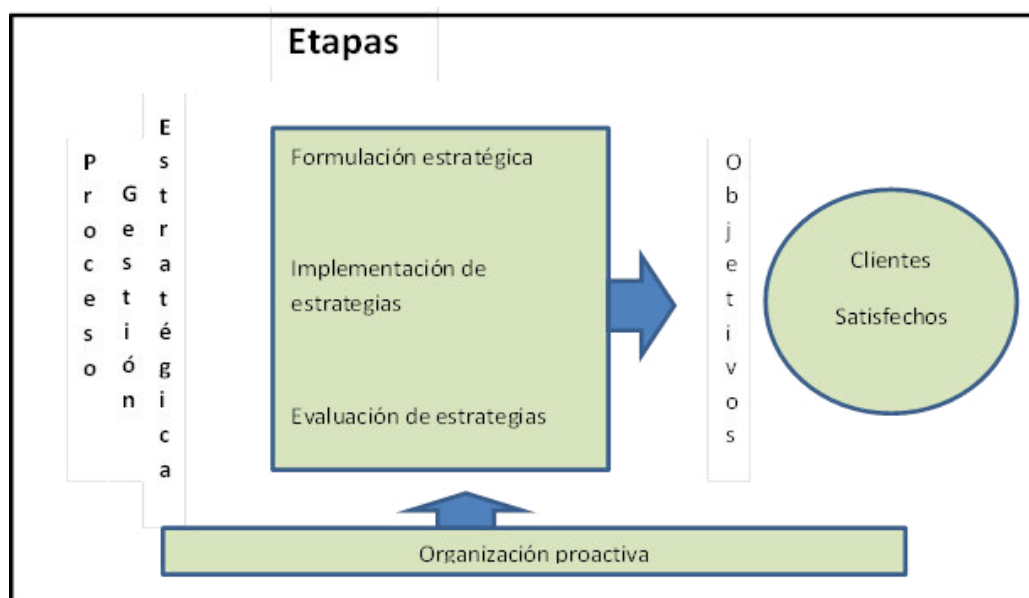 Etapas
Proceso
Gestión
Estratégica
Formulación estratégica
Implementación de
estrategias
Evaluación de estrategias
Objetivos
Clientes
Satisfechos
Organización proactiva